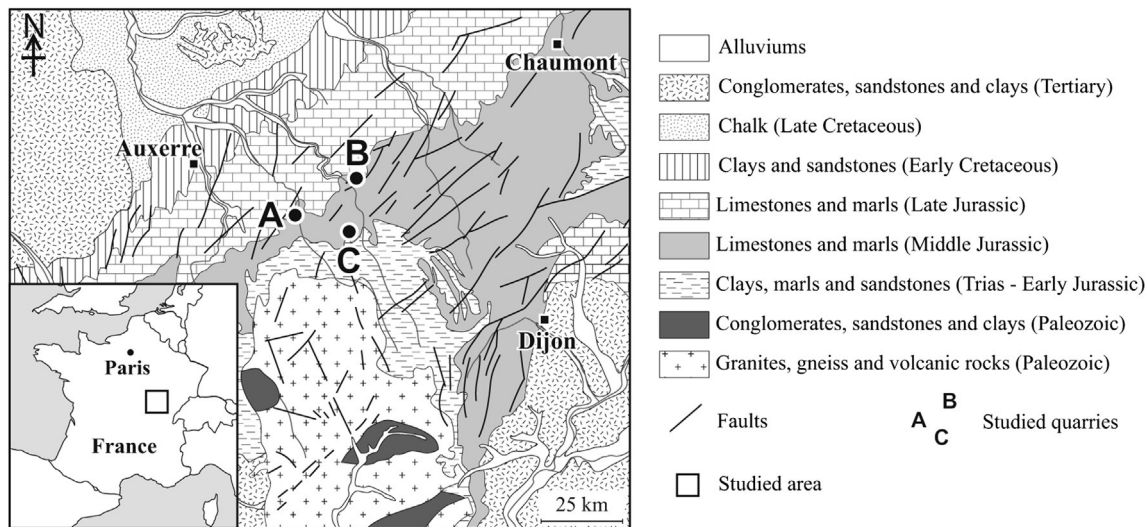 N
Chaumont
Auxerre
B
A
C
Dijon
Paris
France
25 km
Alluviums
Conglomerates, sandstones and clays (Tertiary)
Chalk (Late Cretaceous)
Clays and sandstones (Early Cretaceous)
Limestones and marls (Late Jurassic)
Limestones and marls (Middle Jurassic)
Clays, marls and sandstones (Trias - Early Jurassic)
Conglomerates, sandstones and clays (Paleozoic)
Granites, gneiss and volcanic rocks (Paleozoic)
Faults
B
A
C
Studied quarries
Studied area